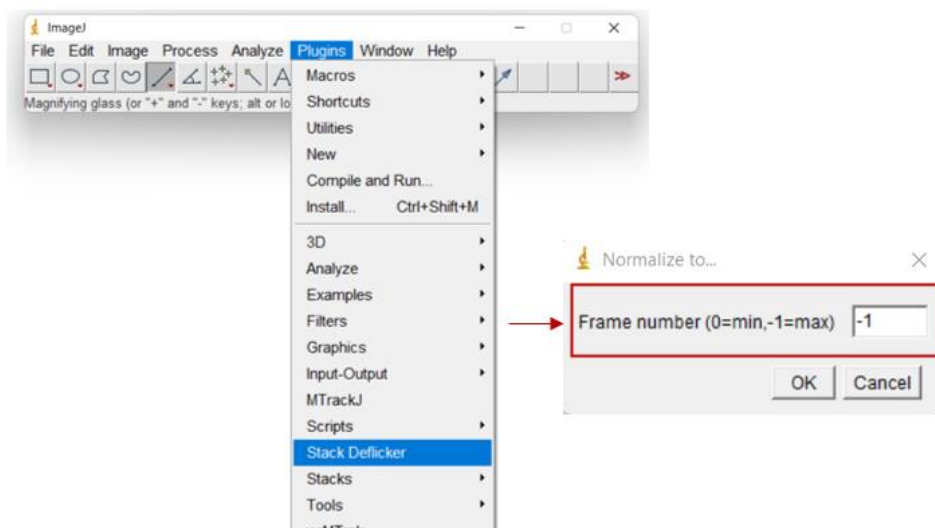 ImageJ
File Edit Image Process Analyze Plugins Window Help
A
Magnifying glass (or "+" and "-" keys; alt or lo
Macros
Shortcuts
Utilities
New
Compile and Run...
Install... Ctrl+Shift+M
3D
Analyze
Examples
Filters
Graphics
Input-Output
MTrackJ
Scripts
Stack Deflicker
Stacks
Tools
Normalize to...
Frame number (0=min,-1=max) -1
OK Cancel